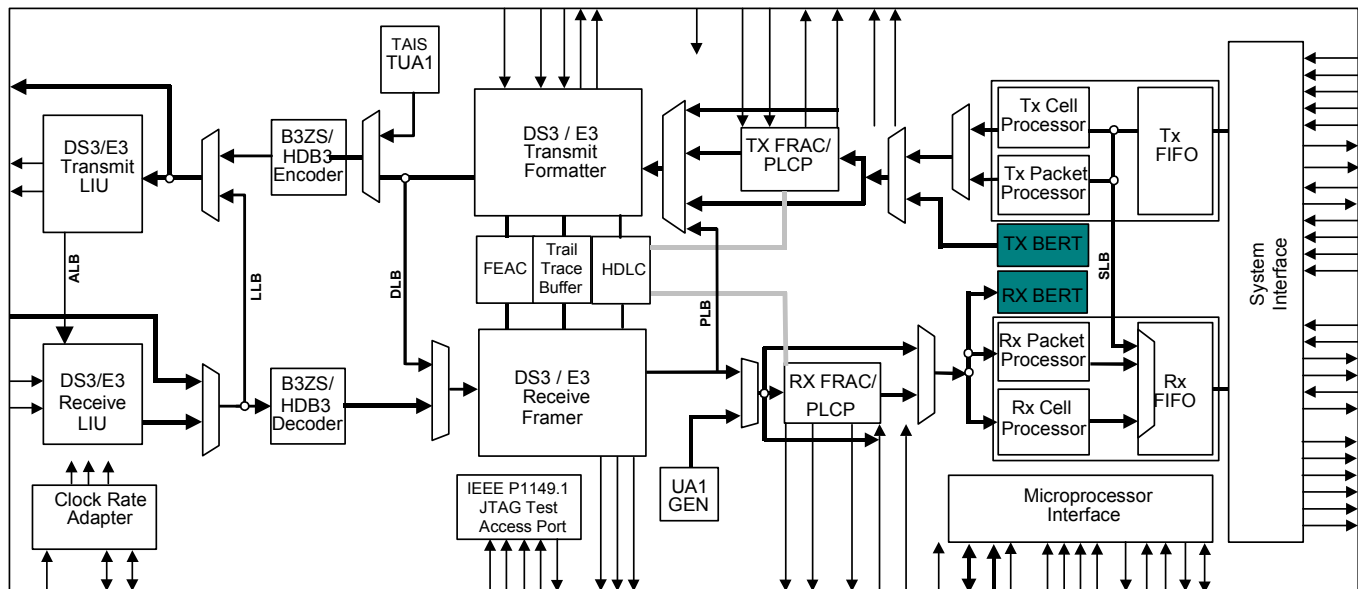 TAIS
TUA1
DS3/E3
Transmit
LIU
B3ZS/
HDB3
Encoder
DS3 / E3
Transmit
Formatter
TX FRAC/
PLCP
Tx Cell
Processor
Tx
FIFO
Tx Packet
Processor
TX BERT
RX BERT
SLB
System
Interface
ALB
LLB
DLB
FEAC
Trail
Trace
Buffer
HDLC
PLB
DS3/E3
Receive
LIU
B3ZS/
HDB3
Decoder
DS3 / E3
Receive
Framer
RX FRAC/
PLCP
Rx Packet
Processor
Rx Cell
Processor
Rx
FIFO
Clock Rate
Adapter
IEEE P1149.1
JTAG Test
Access Port
UA1
GEN
Microprocessor
Interface